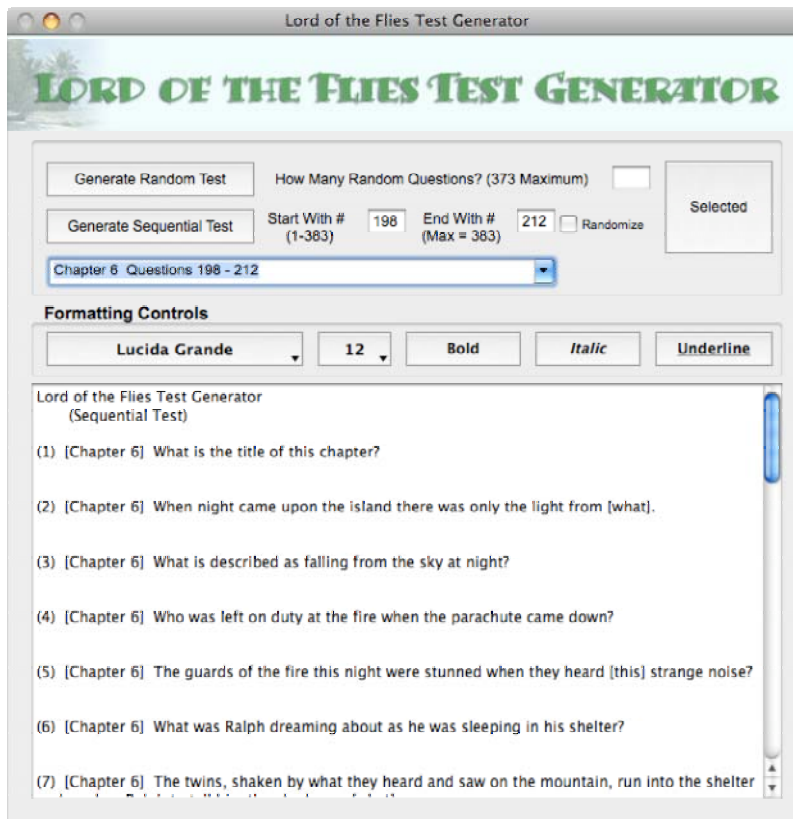 Lord of the Flies Test Generator
LORD OF THE FLIES TEST GENERATOR
Generate Random Test
How Many Random Questions? (373 Maximum)
Selected
Generate Sequential Test
Start With #
(1-383)
198
End With #
(Max = 383)
212
Randomize
Chapter 6 Questions 198 - 212
Formatting Controls
Lucida Grande
12
Bold
Italic
Underline
Lord of the Flies Test Generator
(Sequential Test)
(1) [Chapter 6] What is the title of this chapter?
(2) [Chapter 6] When night came upon the island there was only the light from [what].
(3) [Chapter 6] What is described as falling from the sky at night?
(4) [Chapter 6] Who was left on duty at the fire when the parachute came down?
(5) [Chapter 6] The guards of the fire this night were stunned when they heard [this] strange noise?
(6) [Chapter 6] What was Ralph dreaming about as he was sleeping in his shelter?
(7) [Chapter 6] The twins, shaken by what they heard and saw on the mountain, run into the shelter